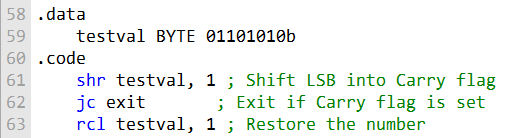 58 .data
59     testval BYTE 01101010b
60 .code
61     shr testval, 1 ; Shift LSB into Carry flag
62     jc exit        ; Exit if Carry flag is set
63     rcl testval, 1 ; Restore the number